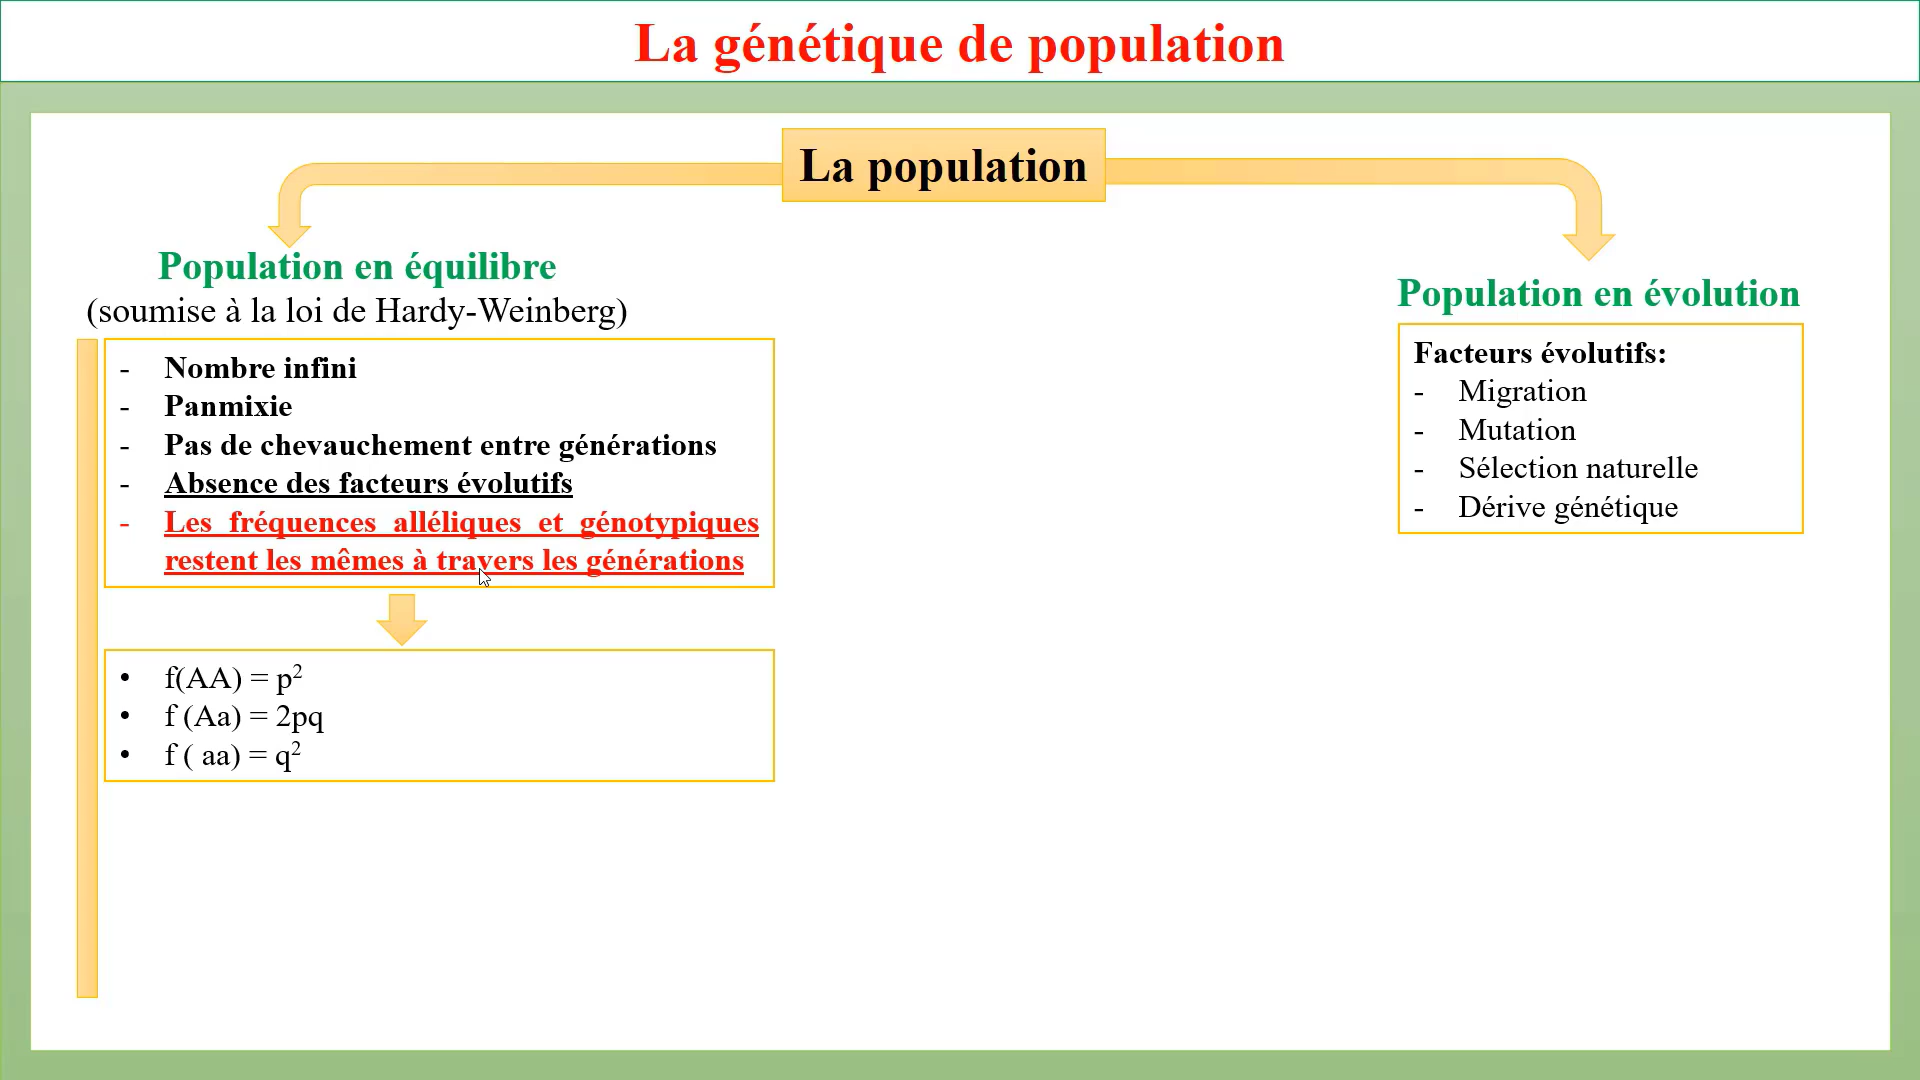 La génétique de population
La population
Population en équilibre
(soumise à la loi de Hardy-Weinberg)
- Nombre infini
- Panmixie
- Pas de chevauchement entre générations
- Absence des facteurs évolutifs
- Les fréquences alléliques et génotypiques
restent les mêmes à travers les générations
• f(AA) = p²
• f (Aa) = 2pq
• f ( aa) = q²
Population en évolution
Facteurs évolutifs:
- Migration
- Mutation
- Sélection naturelle
- Dérive génétique